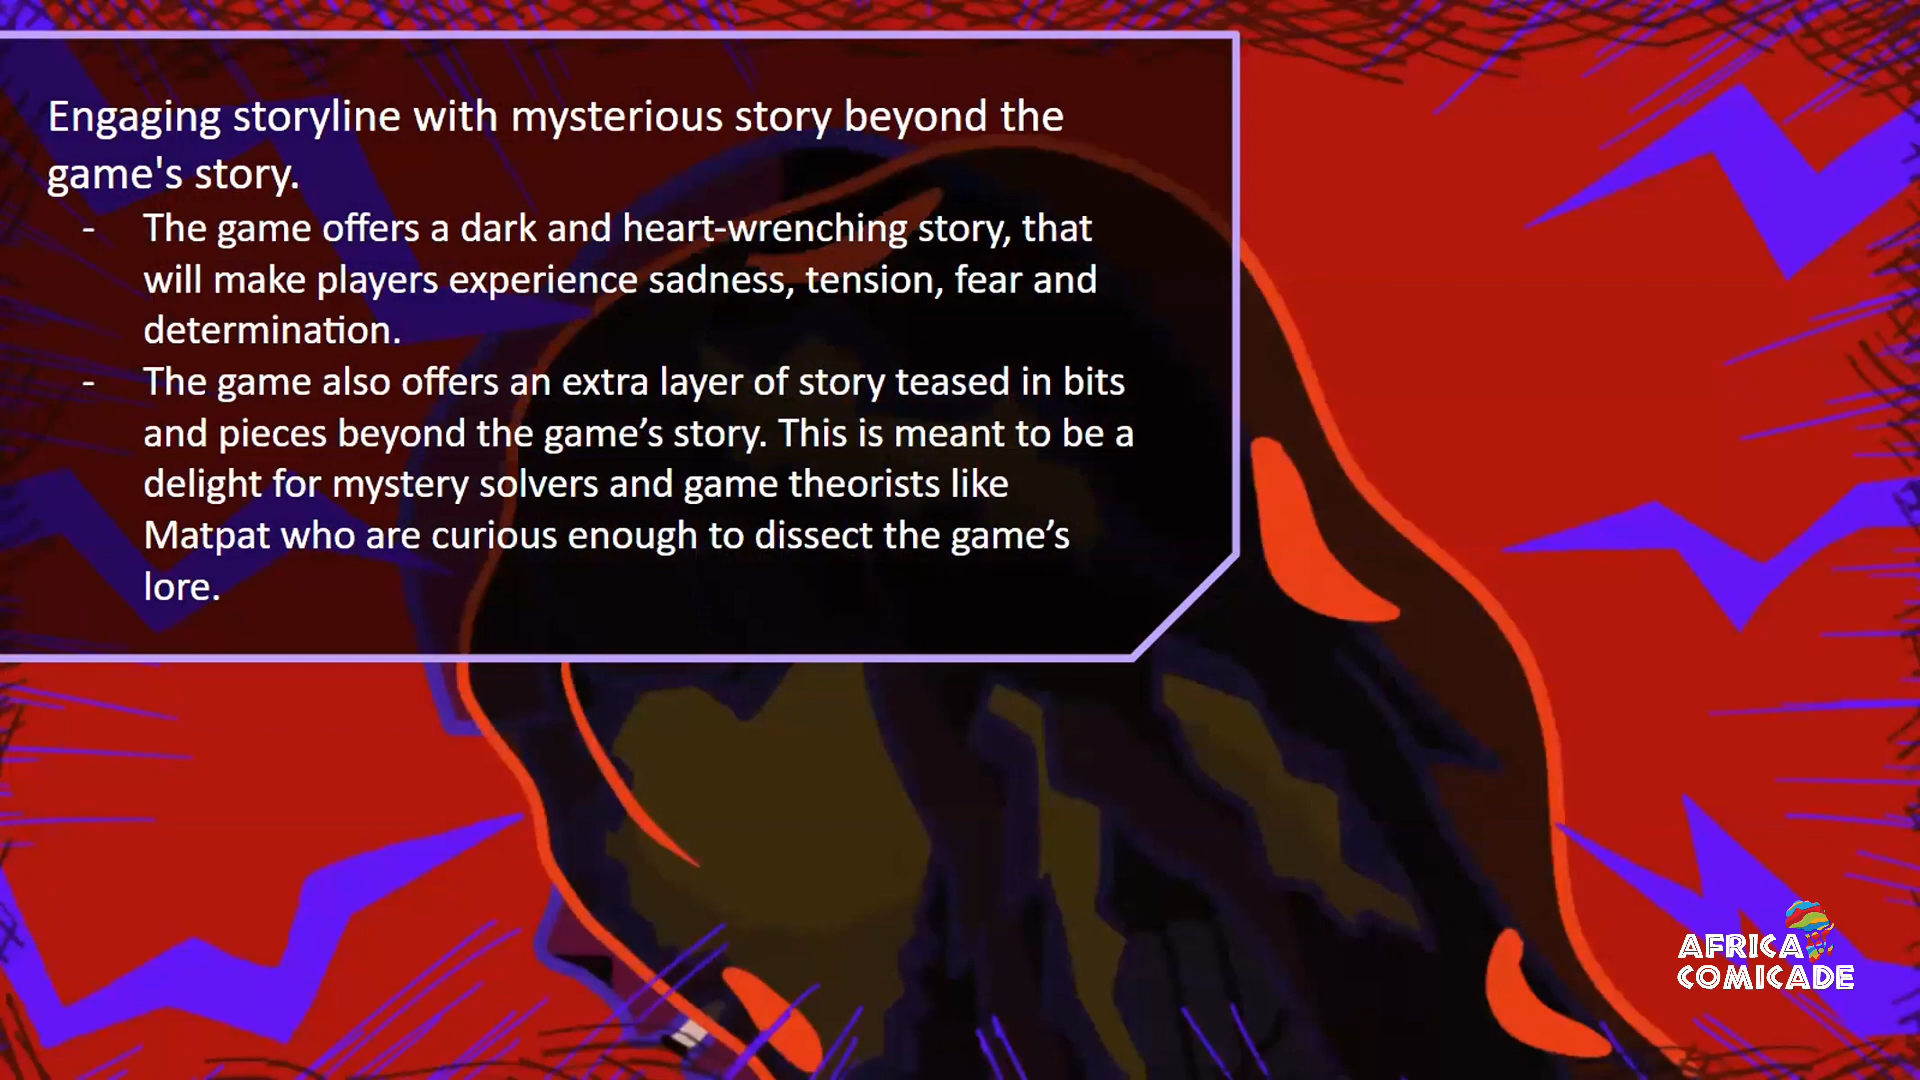 Engaging storyline with mysterious story beyond the
game's story.
- The game offers a dark and heart-wrenching story, that
will make players experience sadness, tension, fear and
determination.
- The game also offers an extra layer of story teased in bits
and pieces beyond the game’s story. This is meant to be a
delight for mystery solvers and game theorists like
Matpat who are curious enough to dissect the game’s
lore.
AFRICA
COMICADE